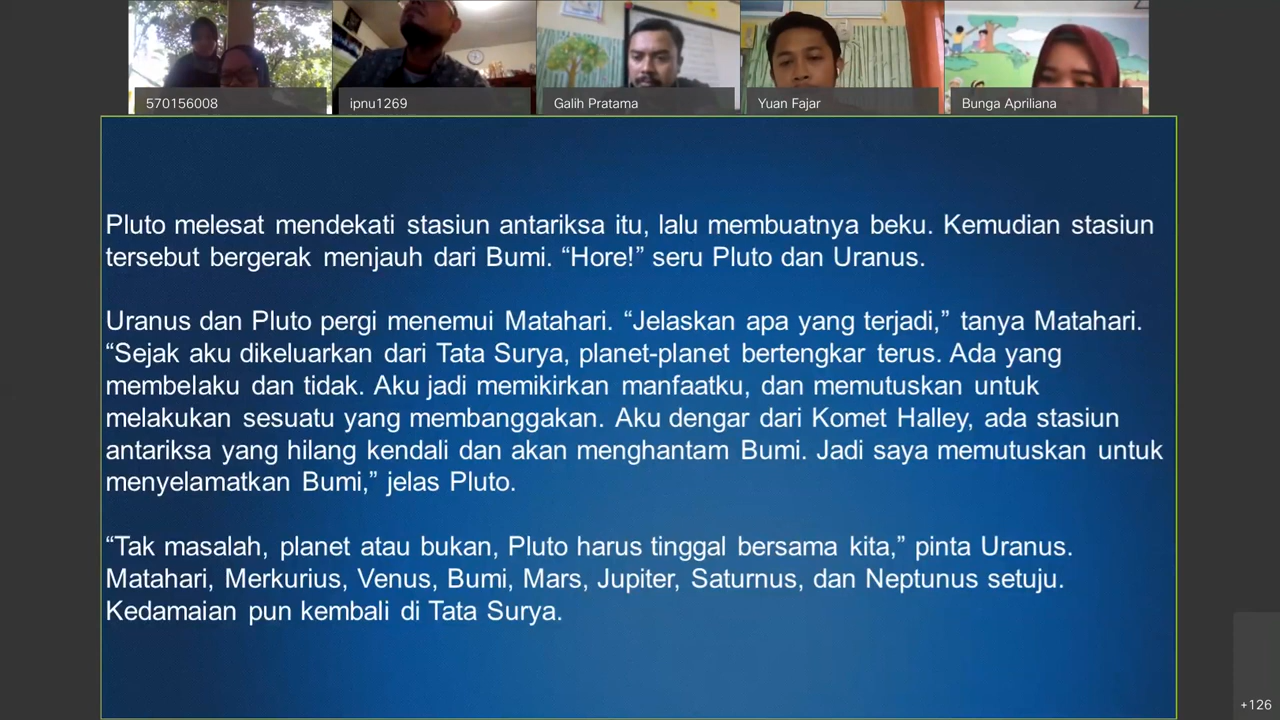 570156008
ipnu1269
Galih Pratama
Yuan Fajar
Bunga Apriliana
Pluto melesat mendekati stasiun antariksa itu, lalu membuatnya beku. Kemudian stasiun
tersebut bergerak menjauh dari Bumi. “Hore!” seru Pluto dan Uranus.
Uranus dan Pluto pergi menemui Matahari. “Jelaskan apa yang terjadi,” tanya Matahari.
“Sejak aku dikeluarkan dari Tata Surya, planet-planet bertengkar terus. Ada yang
membelaku dan tidak. Aku jadi memikirkan manfaatku, dan memutuskan untuk
melakukan sesuatu yang membanggakan. Aku dengar dari Komet Halley, ada stasiun
antariksa yang hilang kendali dan akan menghantam Bumi. Jadi saya memutuskan untuk
menyelamatkan Bumi,” jelas Pluto.
“Tak masalah, planet atau bukan, Pluto harus tinggal bersama kita,” pinta Uranus.
Matahari, Merkurius, Venus, Bumi, Mars, Jupiter, Saturnus, dan Neptunus setuju.
Kedamaian pun kembali di Tata Surya.
+126